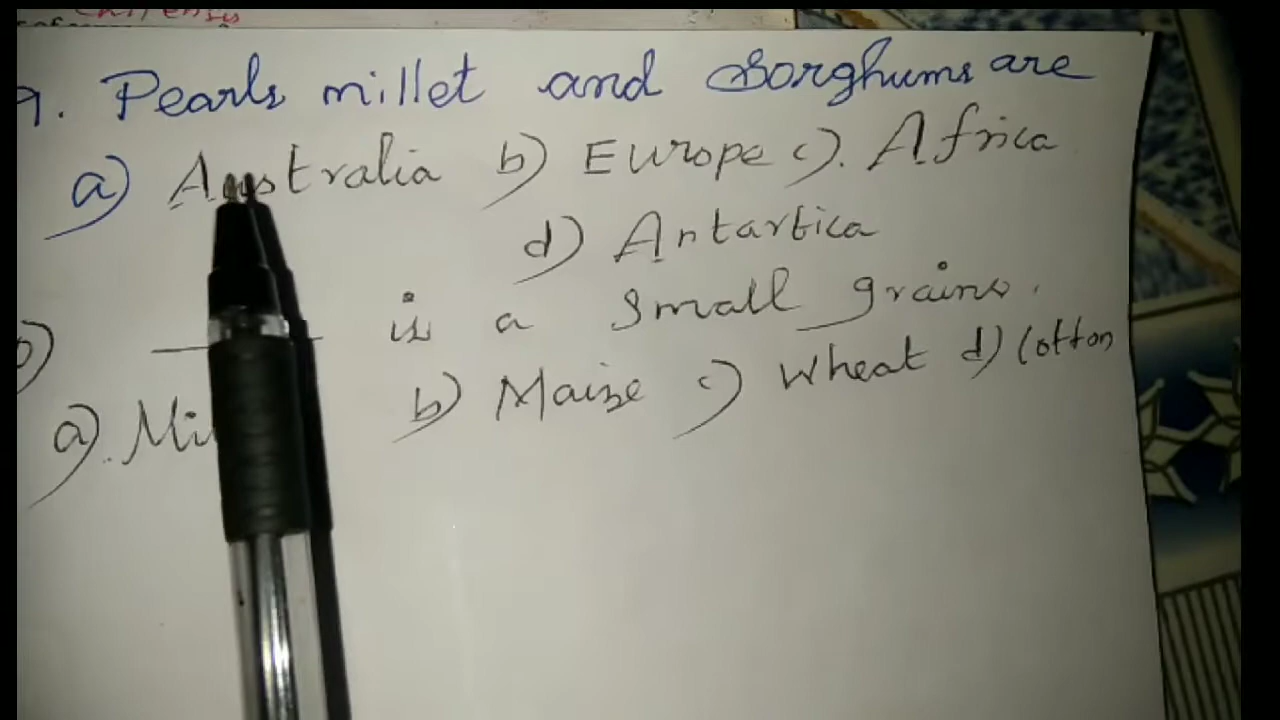 9. Pearls millet and Sorghums are
a) Australia b) Europe c). Africa
d) Antartica
is a small grains.
a). b) Maize c) Wheat d) Cotton